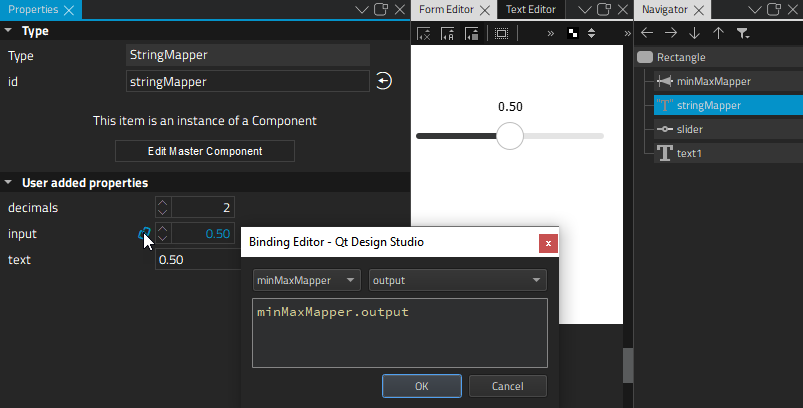 Properties
Type
Type StringMapper
id stringMapper
This item is an instance of a Component
Edit Master Component
User added properties
decimals 2
input 0.50
text 0.50
Form Editor Text Editor
0.50
Navigator
Rectangle
minMaxMapper
"T" stringMapper
slider
T text1
Binding Editor - Qt Design Studio
minMaxMapper output
minMaxMapper.output
OK Cancel